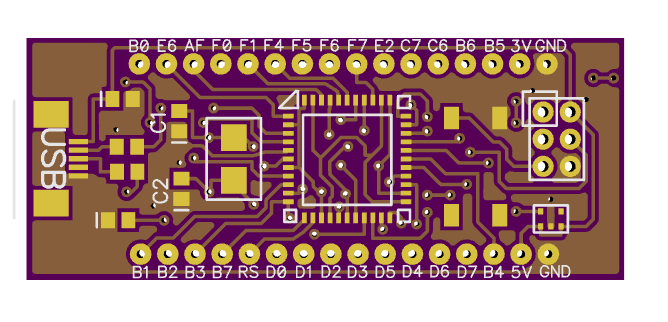 B0 E6 AF F0 F1 F4 F5 F6 F7 E2 C7 C6 B6 B5 3V GND
C1
USB
C2
B1 B2 B3 B7 RS D0 D1 D2 D3 D5 D4 D6 D7 B4 5V GND